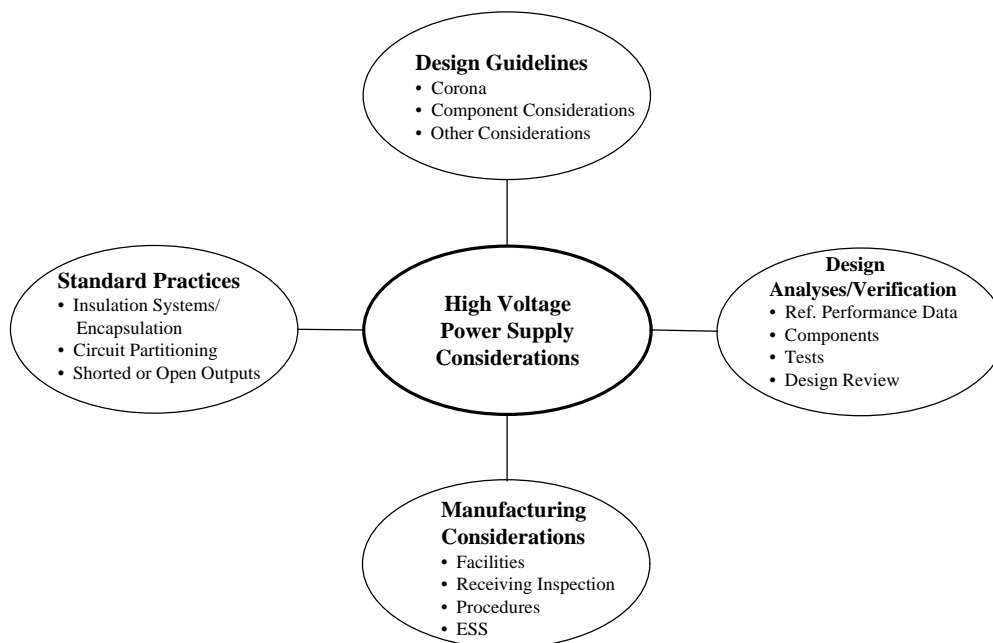 Design Guidelines
• Corona
• Component Considerations
• Other Considerations
Standard Practices
• Insulation Systems/
Encapsulation
• Circuit Partitioning
• Shorted or Open Outputs
High Voltage
Power Supply
Considerations
Design
Analyses/Verification
• Ref. Performance Data
• Components
• Tests
• Design Review
Manufacturing
Considerations
• Facilities
• Receiving Inspection
• Procedures
• ESS